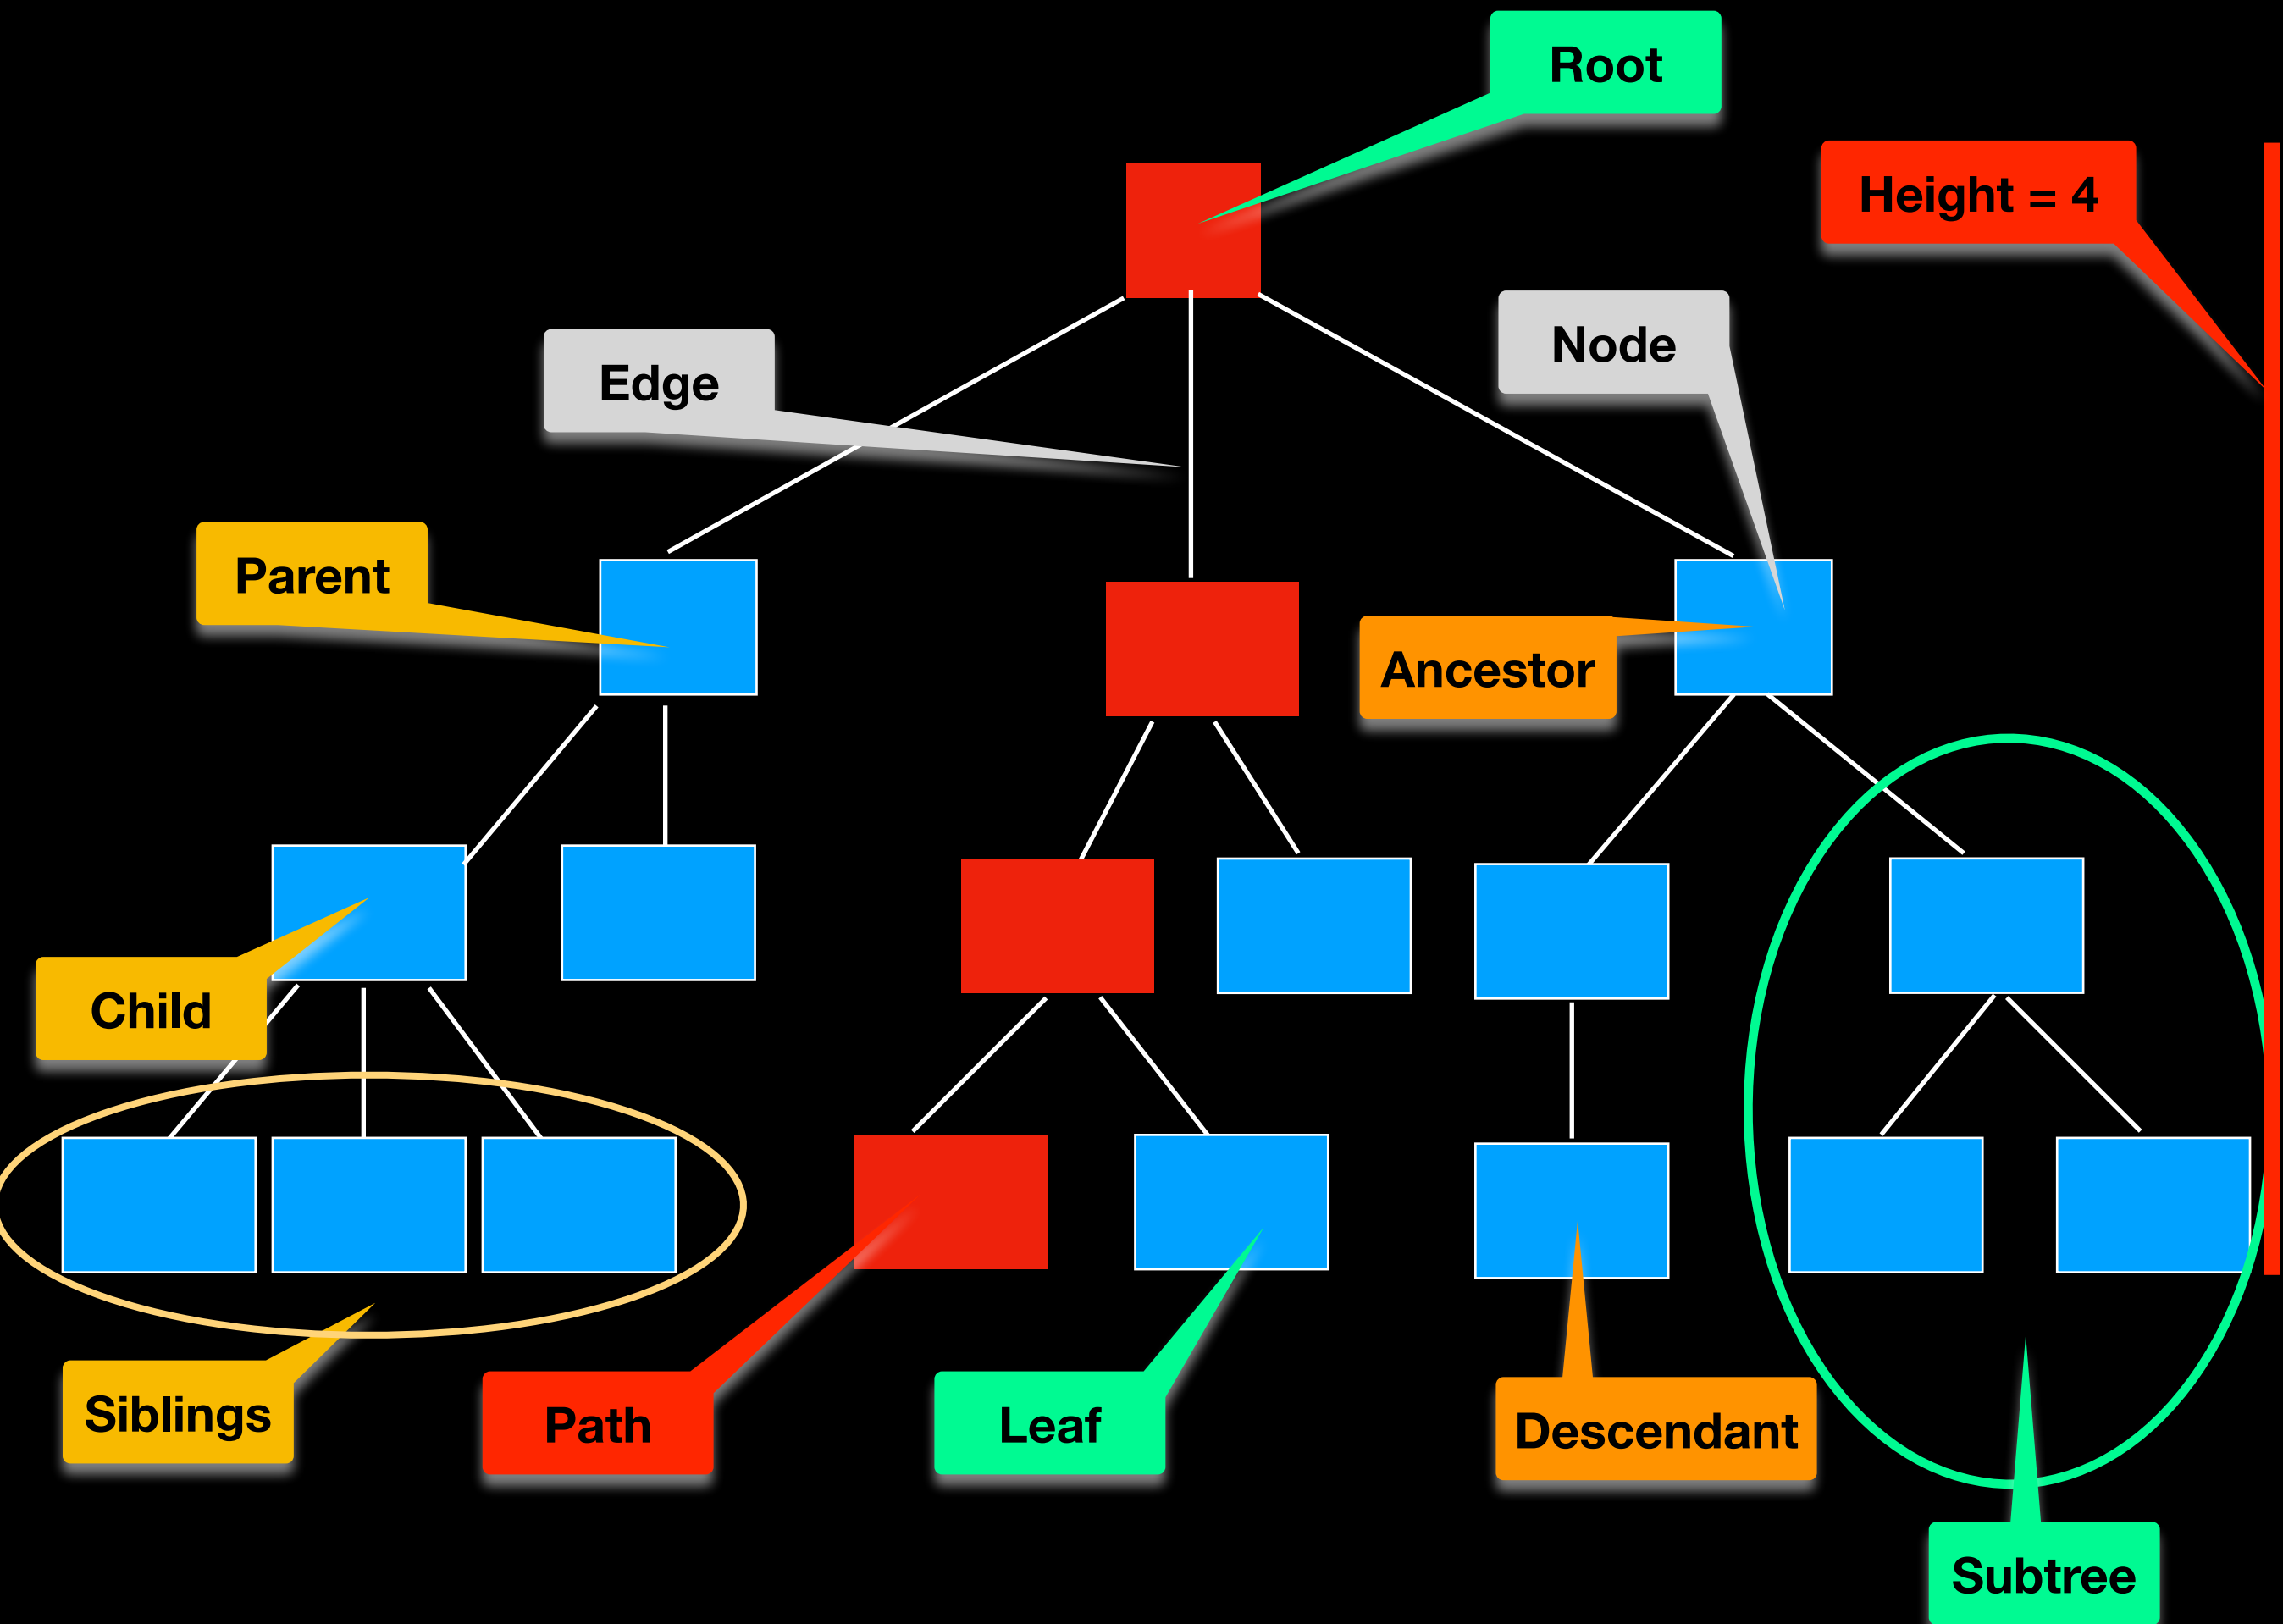 Root
Height = 4
Node
Edge
Parent
Ancestor
Child
Siblings
Path
Leaf
Descendant
Subtree